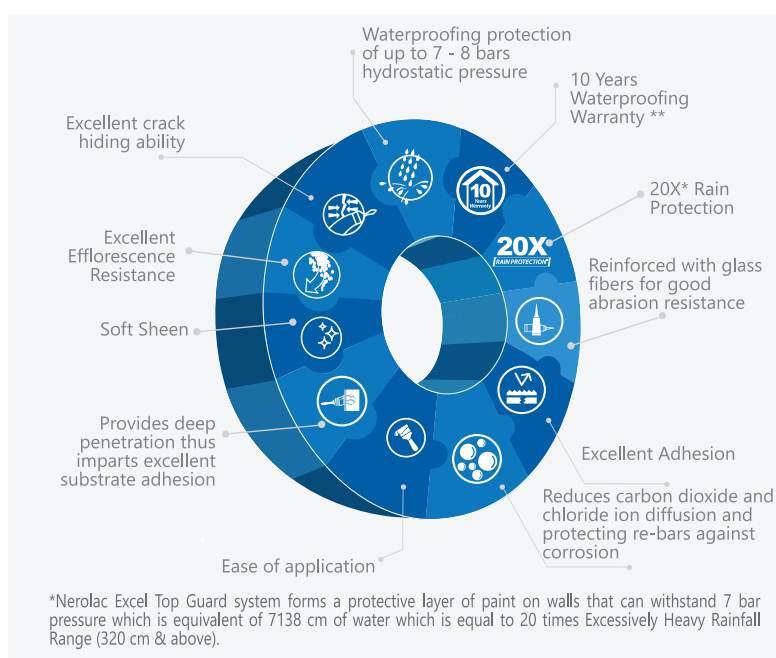 Waterproofing protection
of up to 7 - 8 bars
hydrostatic pressure
10 Years
Waterproofing
Warranty **
20X* Rain
Protection
Reinforced with glass
fibers for good
abrasion resistance
Excellent Adhesion
Reduces carbon dioxide and
chloride ion diffusion and
protecting re-bars against
corrosion
Ease of application
Provides deep
penetration thus
imparts excellent
substrate adhesion
Soft Sheen
Excellent
Efflorescence
Resistance
Excellent crack
hiding ability
10
Years
Warranty
20X
RAIN PROTECTION*
*Nerolac Excel Top Guard system forms a protective layer of paint on walls that can withstand 7 bar
pressure which is equivalent of 7138 cm of water which is equal to 20 times Excessively Heavy Rainfall
Range (320 cm & above).